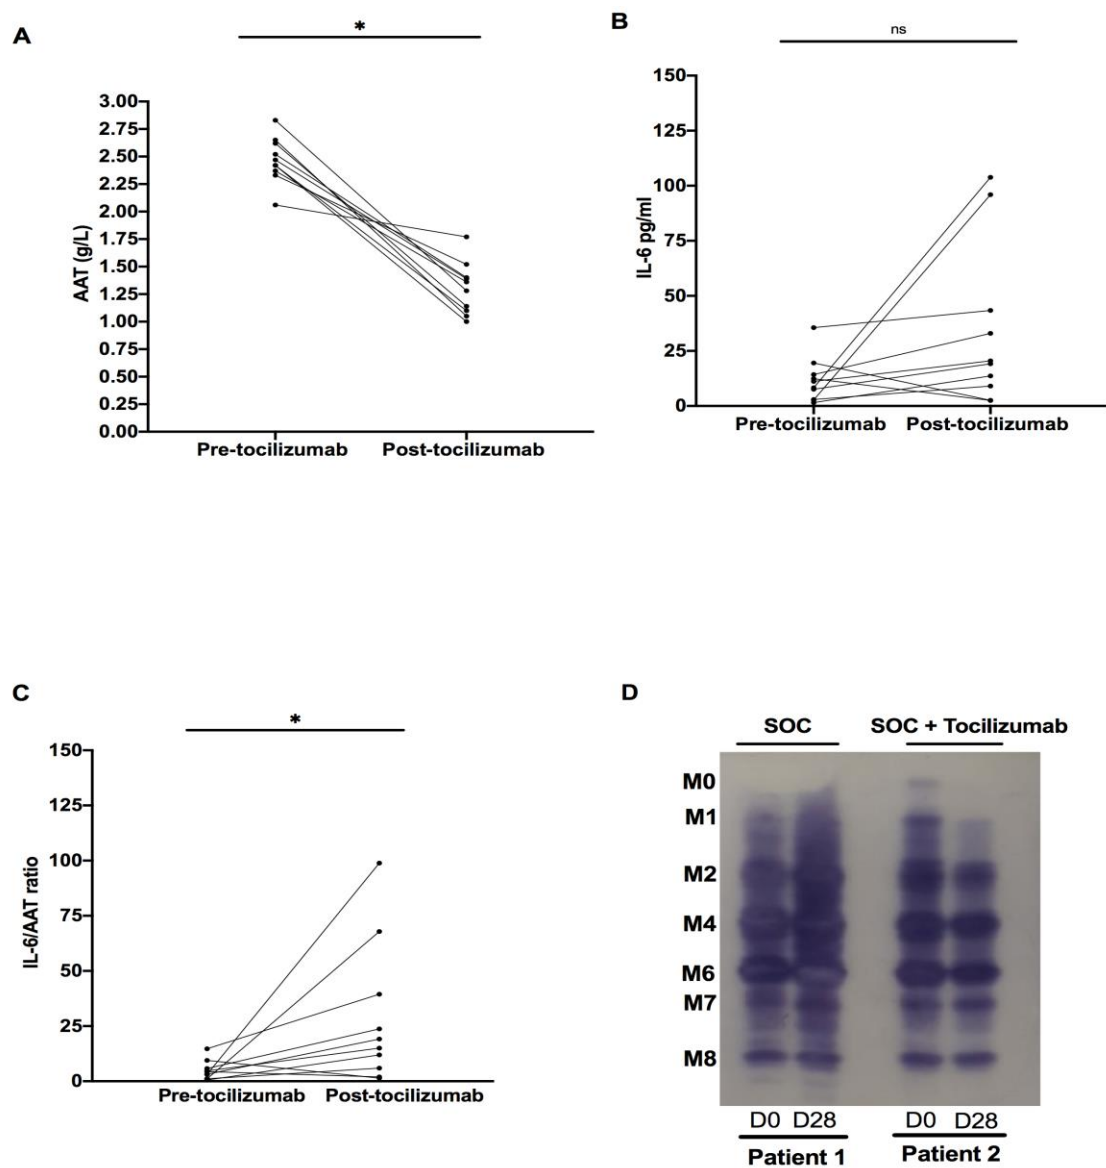 A
*
AAT (g/L)
3.00
2.75
2.50
2.25
2.00
1.75
1.50
1.25
1.00
0.75
0.50
0.25
0.00
Pre-tocilizumab Post-tocilizumab
B
ns
IL-6 pg/ml
150
125
100
75
50
25
0
Pre-tocilizumab Post-tocilizumab
C
*
IL-6/AAT ratio
150
125
100
75
50
25
0
Pre-tocilizumab Post-tocilizumab
D
SOC SOC + Tocilizumab
M0
M1
M2
M4
M6
M7
M8
D0 D28 D0 D28
Patient 1 Patient 2